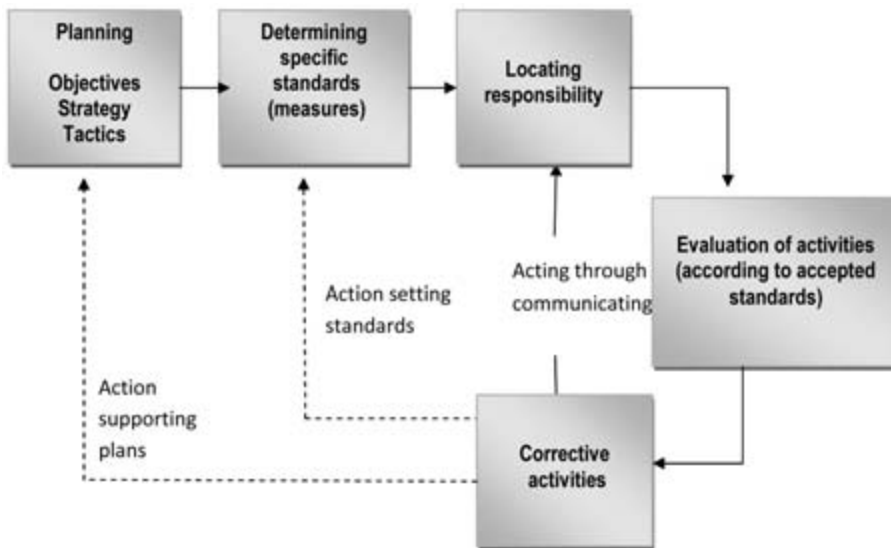 Planning
Objectives
Strategy
Tactics
Determining
specific
standards
(measures)
Locating
responsibility
Evaluation of activities
(according to accepted
standards)
Acting through
communicating
Action setting
standards
Action
supporting
plans
Corrective
activities